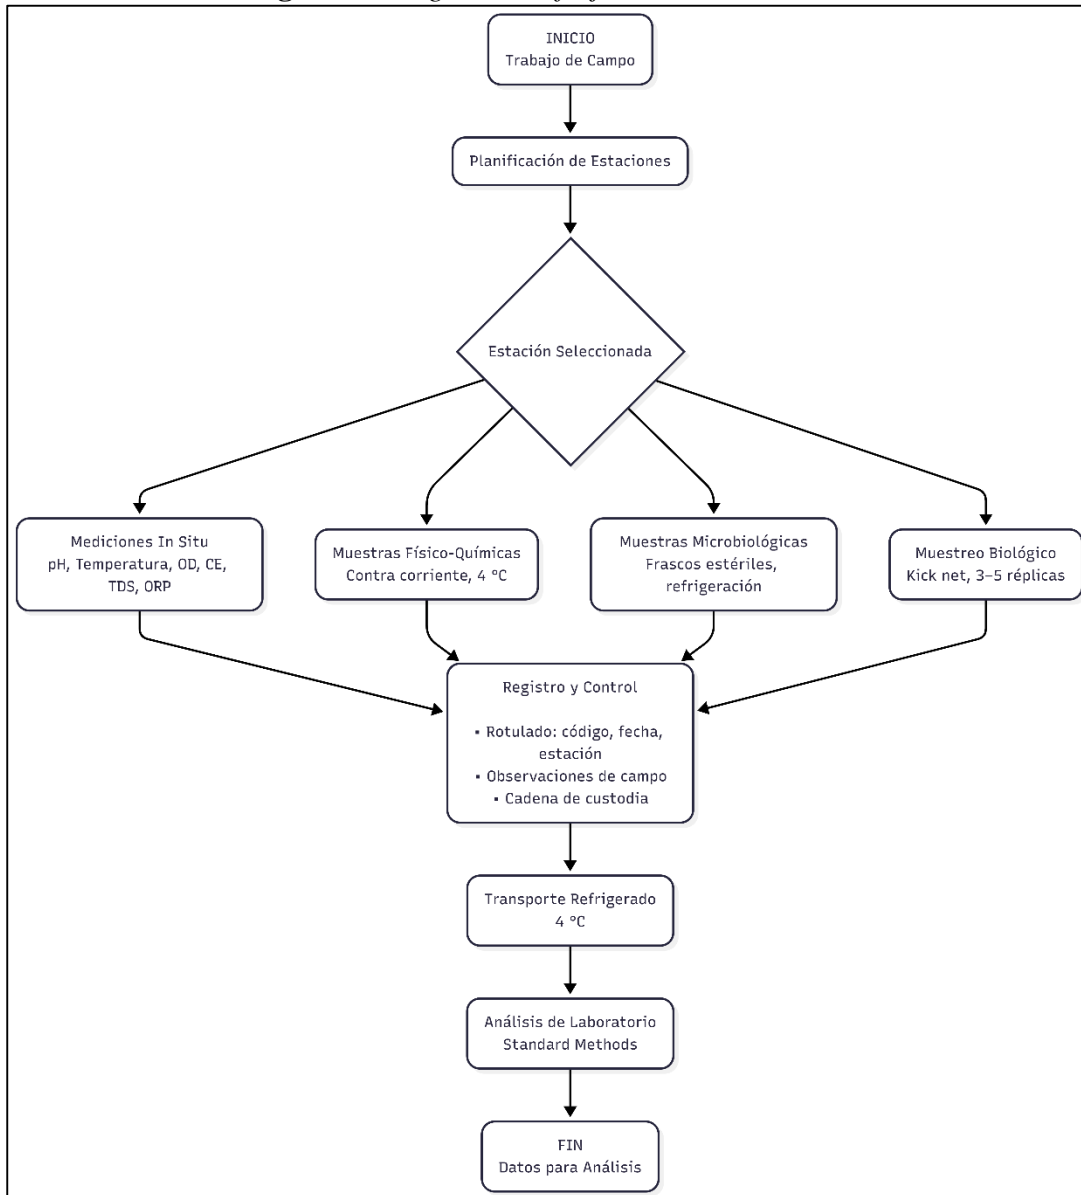 INICIO
Trabajo de Campo
Planificación de Estaciones
Estación Seleccionada
Mediciones In Situ
pH, Temperatura, OD, CE,
TDS, ORP
Muestras Físico-Químicas
Contra corriente, 4 °C
Muestras Microbiológicas
Frascos estériles,
refrigeración
Muestreo Biológico
Kick net, 3–5 réplicas
Registro y Control
▪ Rotulado: código, fecha,
estación
▪ Observaciones de campo
▪ Cadena de custodia
Transporte Refrigerado
4 °C
Análisis de Laboratorio
Standard Methods
FIN
Datos para Análisis